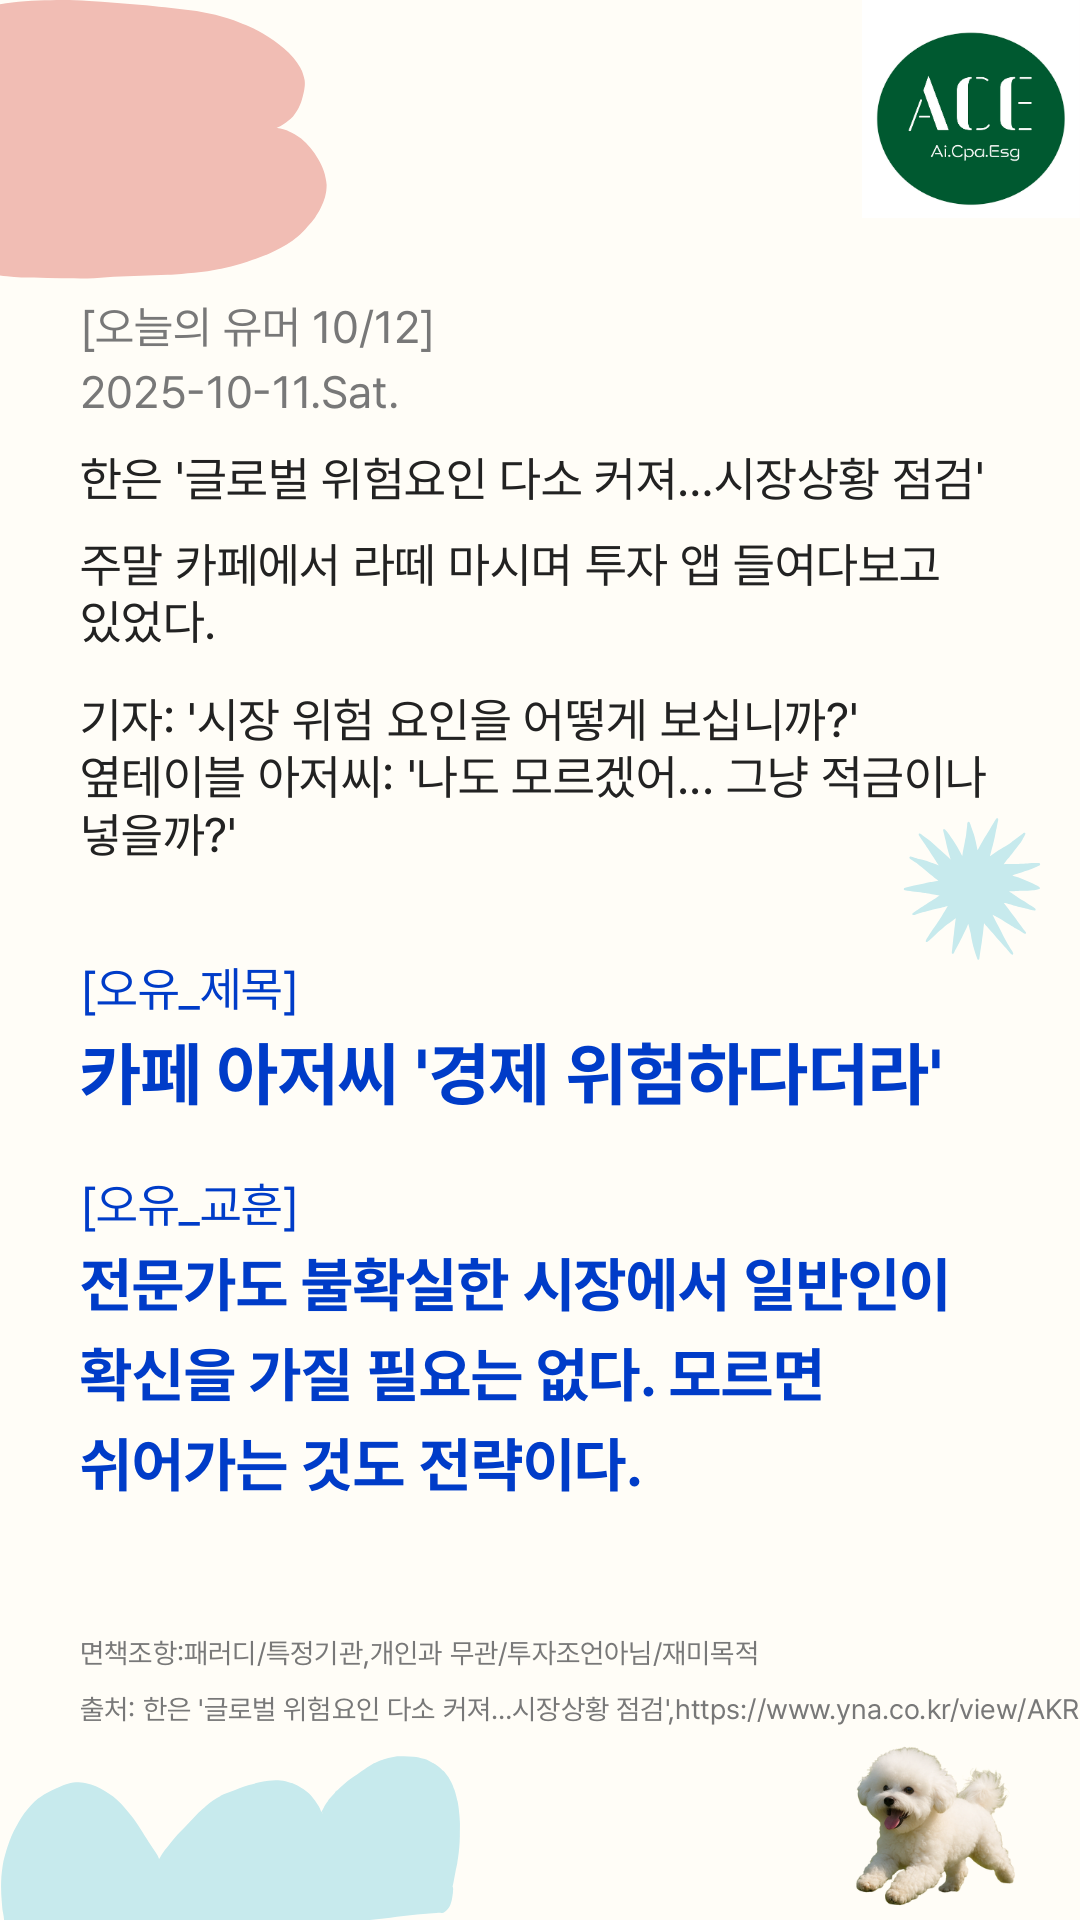 ACE
Ai.Cpa.Esg
[오늘의 유머 10/12]
2025-10-11.Sat.
한은 '글로벌 위험요인 다소 커져...시장상황 점검'
주말 카페에서 라떼 마시며 투자 앱 들여다보고
있었다.
기자: '시장 위험 요인을 어떻게 보십니까?'
옆테이블 아저씨: '나도 모르겠어... 그냥 적금이나
넣을까?'
[오유_제목]
카페 아저씨 '경제 위험하다더라'
[오유_교훈]
전문가도 불확실한 시장에서 일반인이
확신을 가질 필요는 없다. 모르면
쉬어가는 것도 전략이다.
면책조항:패러디/특정기관,개인과 무관/투자조언아님/재미목적
출처: 한은 '글로벌 위험요인 다소 커져...시장상황 점검',https://www.yna.co.kr/view/AKR